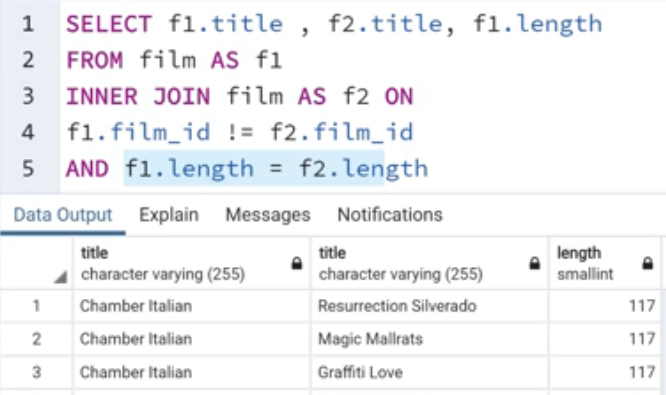 1 SELECT f1.title , f2.title, f1.length
2 FROM film AS f1
3 INNER JOIN film AS f2 ON
4 f1.film_id != f2.film_id
5 AND f1.length = f2.length
Data Output Explain Messages Notifications
title title length
character varying (255) character varying (255) smallint
1 Chamber Italian Resurrection Silverado 117
2 Chamber Italian Magic Mallrats 117
3 Chamber Italian Graffiti Love 117